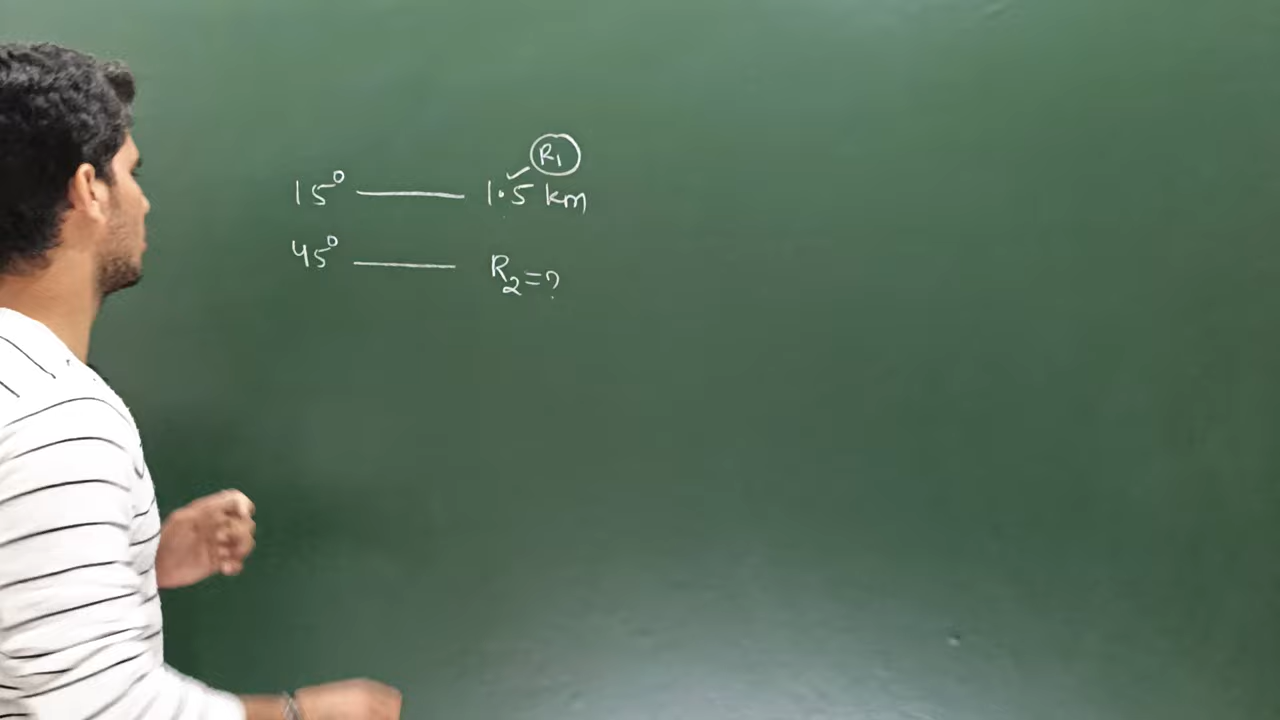 R₁
15° —— 1.5 km
45° —— R₂ = ?